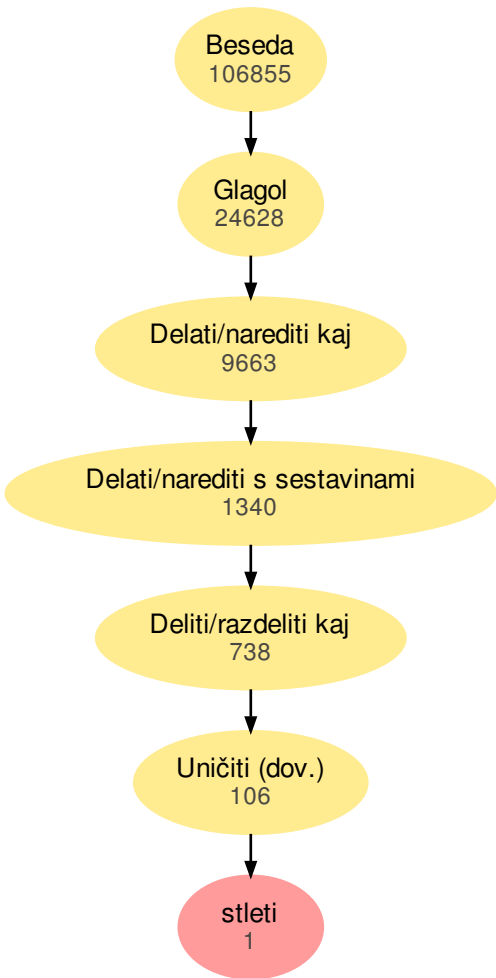 Beseda
106855
Glagol
24628
Delati/narediti kaj
9663
Delati/narediti s sestavinami
1340
Deliti/razdeliti kaj
738
Uničiti (dov.)
106
stleti
1